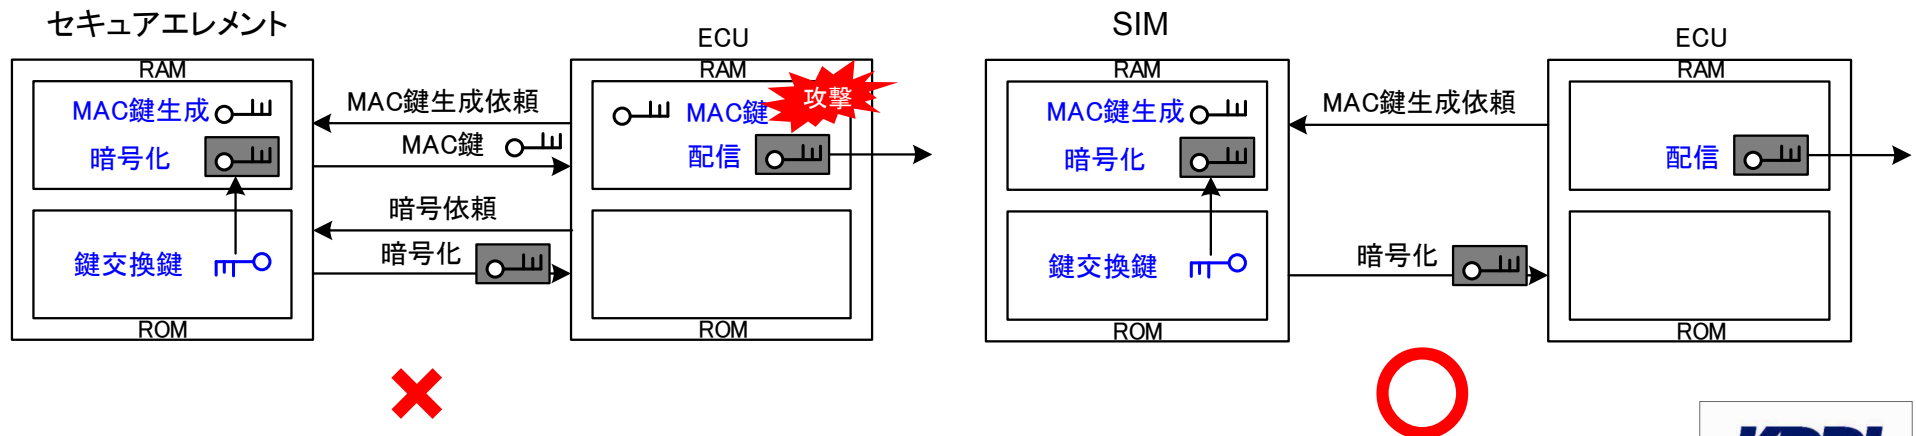 セキュアエレメント
ECU
RAM
RAM
MAC鍵生成
暗号化
MAC鍵生成依頼
MAC鍵
MAC鍵
攻撃
配信
暗号依頼
暗号化
鍵交換鍵
ROM
ROM
SIM
ECU
RAM
RAM
MAC鍵生成
暗号化
MAC鍵生成依頼
配信
鍵交換鍵
暗号化
ROM
ROM
KDDI